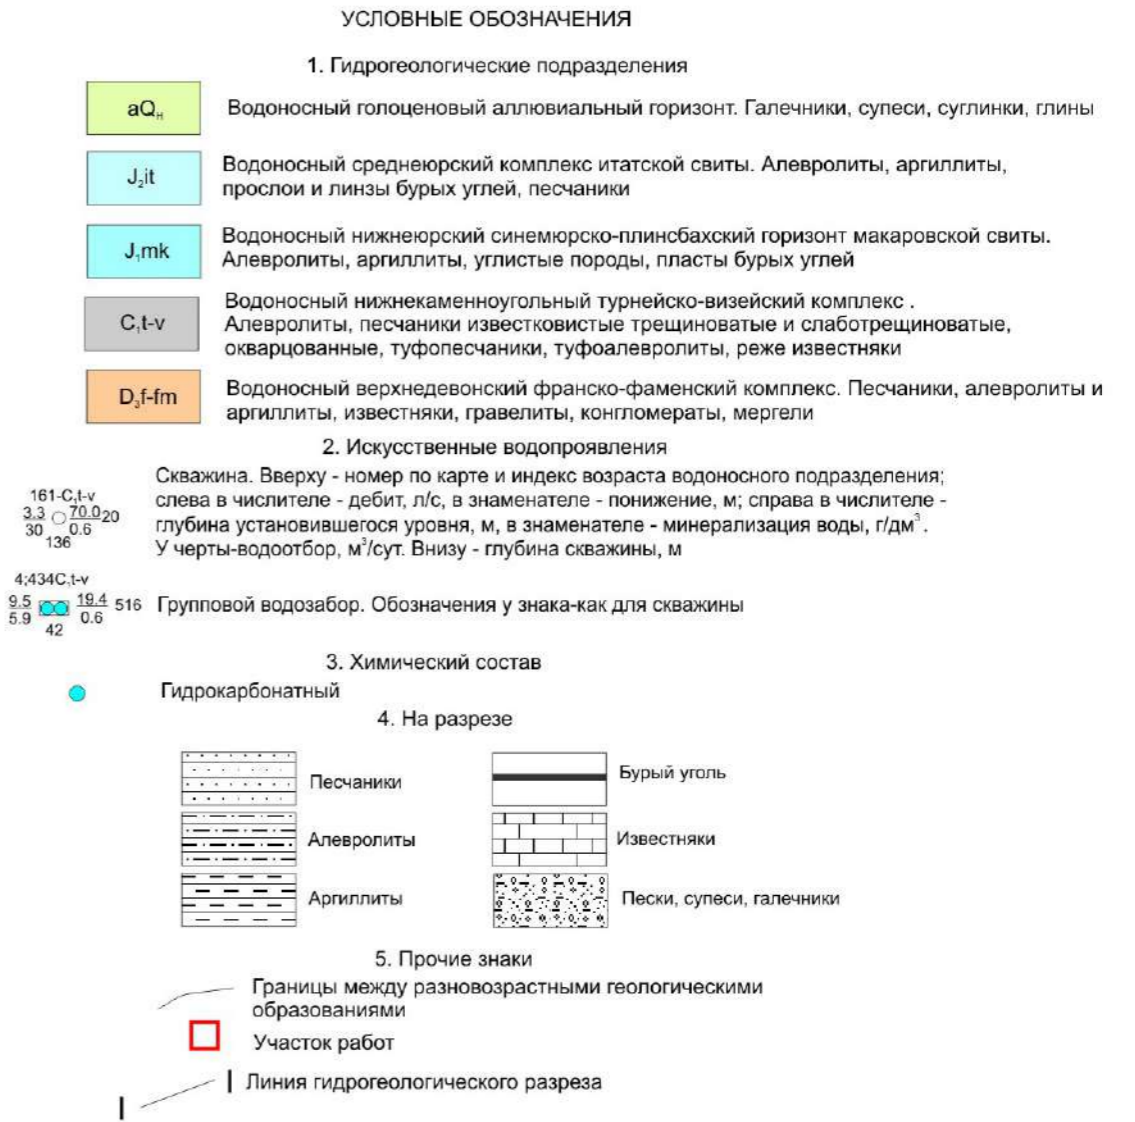 УСЛОВНЫЕ ОБОЗНАЧЕНИЯ
1. Гидрогеологические подразделения
aQн
Водоносный голоценовый аллювиальный горизонт. Галечники, супеси, суглинки, глины
J₂it
Водоносный среднеюрский комплекс итатской свиты. Алевролиты, аргиллиты,
прослои и линзы бурых углей, песчаники
J₁mk
Водоносный нижнеюрский синемюрско-плинсбахский горизонт макаровской свиты.
Алевролиты, аргиллиты, углистые породы, пласты бурых углей
C₁t-v
Водоносный нижнекаменноугольный турнейско-визейский комплекс .
Алевролиты, песчаники известковистые трещиноватые и слаботрещиноватые,
окварцованные, туфопесчаники, туфоалевролиты, реже известняки
D₃f-fm
Водоносный верхнедевонский франско-фаменский комплекс. Песчаники, алевролиты и
аргиллиты, известняки, гравелиты, конгломераты, мергели
2. Искусственные водопроявления
161-C₁t-v
3.3 70.0 20
30 0.6
136
Скважина. Вверху - номер по карте и индекс возраста водоносного подразделения;
слева в числителе - дебит, л/с, в знаменателе - понижение, м; справа в числителе -
глубина установившегося уровня, м, в знаменателе - минерализация воды, г/дм³.
У черты-водоотбор, м³/сут. Внизу - глубина скважины, м
4;434C₁t-v
9.5 19.4 516
5.9 0.6
42
Групповой водозабор. Обозначения у знака-как для скважины
3. Химический состав
Гидрокарбонатный
4. На разрезе
Песчаники
Бурый уголь
Алевролиты
Известняки
Аргиллиты
Пески, супеси, галечники
5. Прочие знаки
Границы между разновозрастными геологическими
образованиями
Участок работ
Линия гидрогеологического разреза